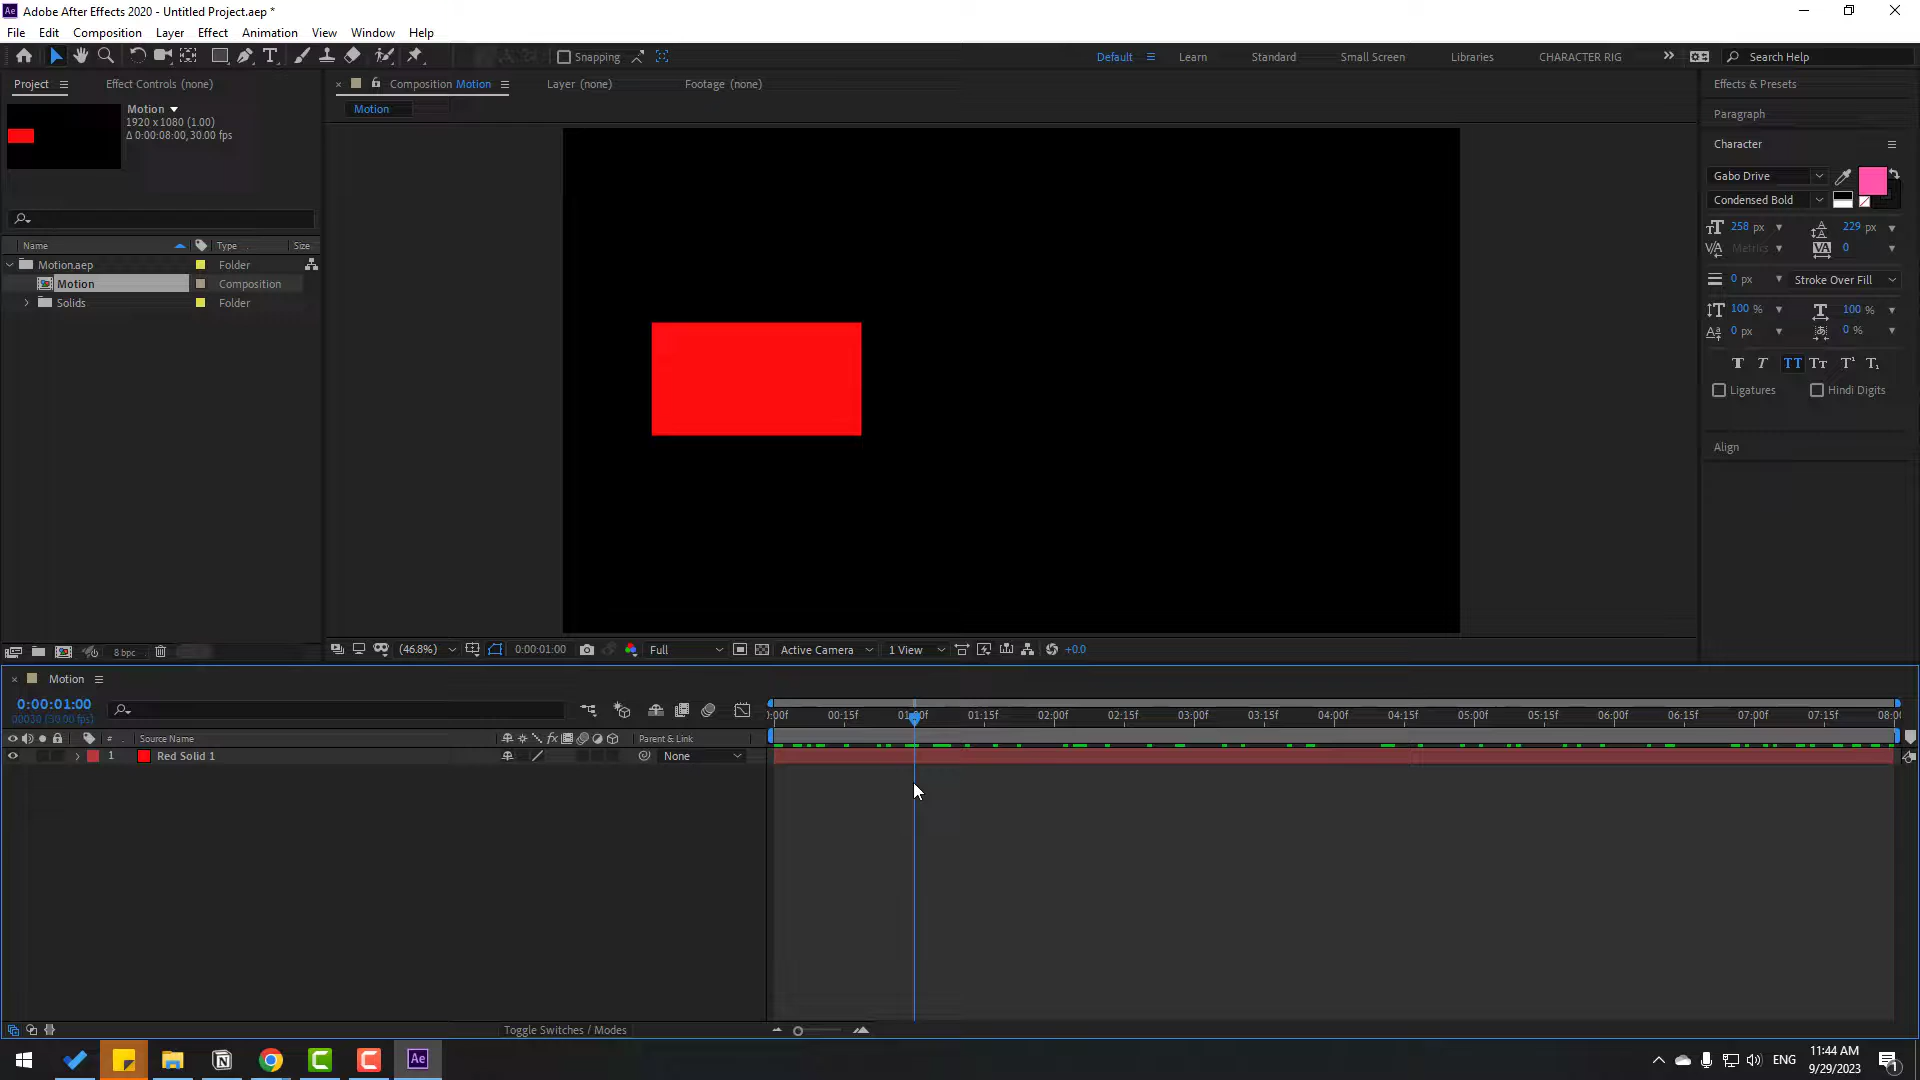 Ae Adobe After Effects 2020 - Untitled Project.aep *
File Edit Composition Layer Effect Animation View Window Help
Snapping Default Learn Standard Small Screen Libraries CHARACTER RIG Search Help
Project Effect Controls (none)
Motion
1920 x 1080 (1.00)
Δ 0:00:08:00, 30.00 fps
Name Type Size
Motion.aep Folder
Motion Composition
Solids Folder
8 bpc
Composition Motion Layer (none) Footage (none)
Motion
(46.8%) 0:00:01:00 Full Active Camera 1 View +0.0
Effects & Presets
Paragraph
Character
Gabo Drive
Condensed Bold
258 px 229 px
Metrics 0
0 px Stroke Over Fill
100 % 100 %
0 px 0 %
T T TT Tт T¹ T₁
Ligatures Hindi Digits
Align
Motion
0:00:01:00
00030 (30.00 fps)
:00f 00:15f 01:00f 01:15f 02:00f 02:15f 03:00f 03:15f 04:00f 04:15f 05:00f 05:15f 06:00f 06:15f 07:00f 07:15f 08:0
# Source Name fx Parent & Link
1 Red Solid 1 None
Toggle Switches / Modes
Ae ENG 11:44 AM
9/29/2023
1